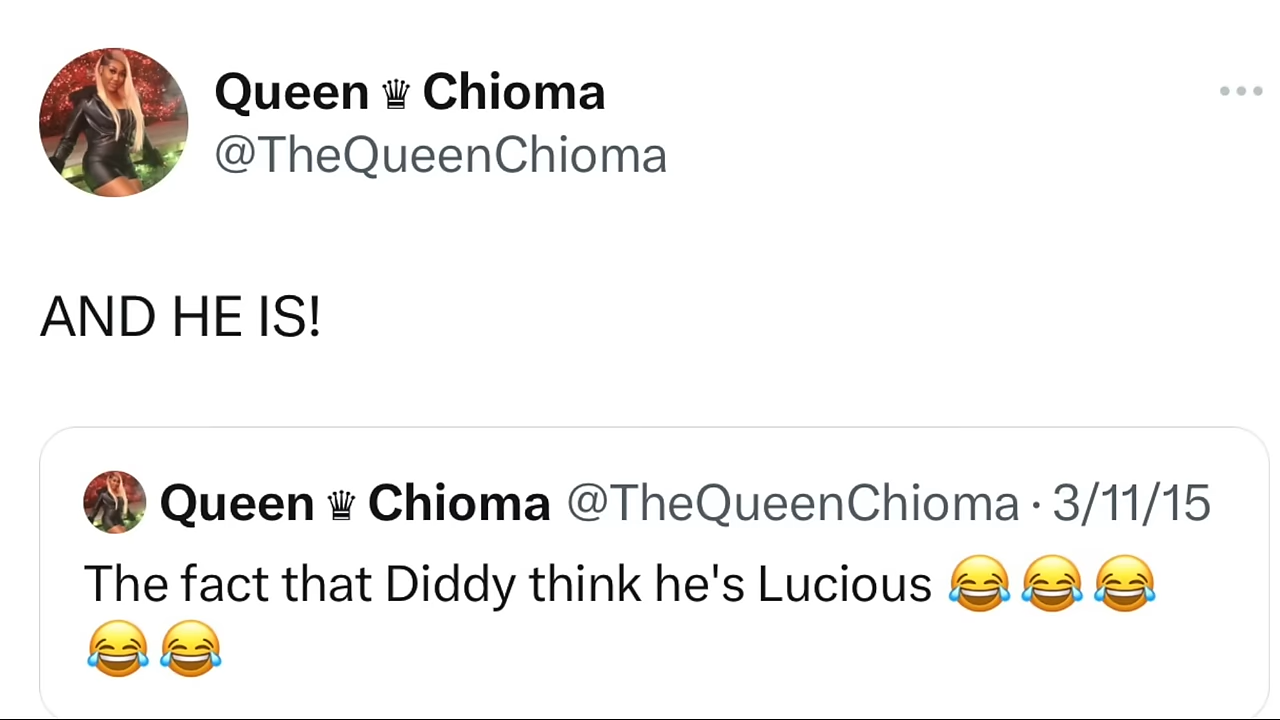 Queen ♛ Chioma
@TheQueenChioma
AND HE IS!
Queen ♛ Chioma @TheQueenChioma · 3/11/15
The fact that Diddy think he's Lucious 😂😂😂
😂😂